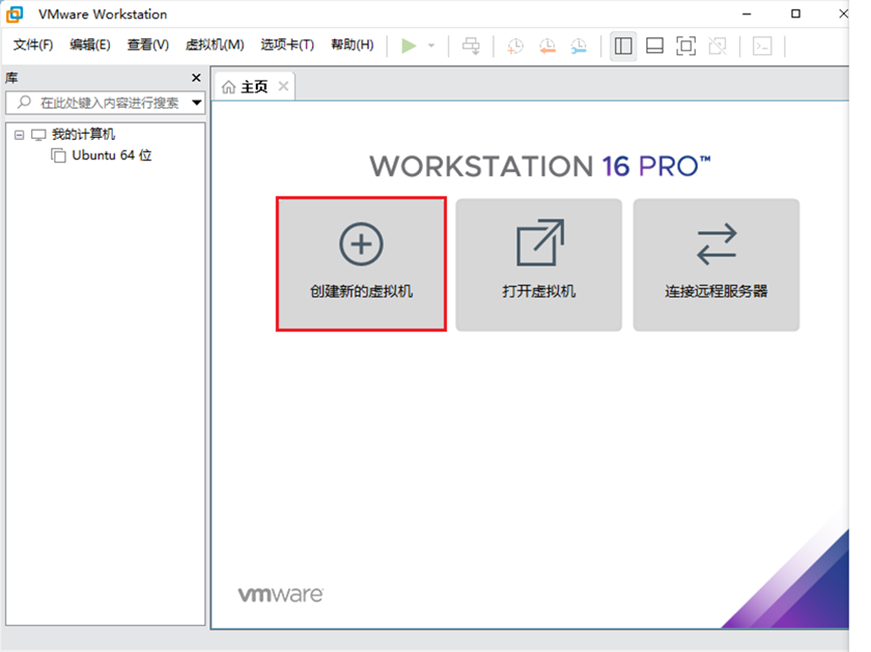 VMware Workstation
文件(F) 编辑(E) 查看(V) 虚拟机(M) 选项卡(T) 帮助(H)
库
在此处键入内容进行搜索
我的计算机
Ubuntu 64 位
主页
WORKSTATION 16 PRO™
创建新的虚拟机
打开虚拟机
连接远程服务器
vmware